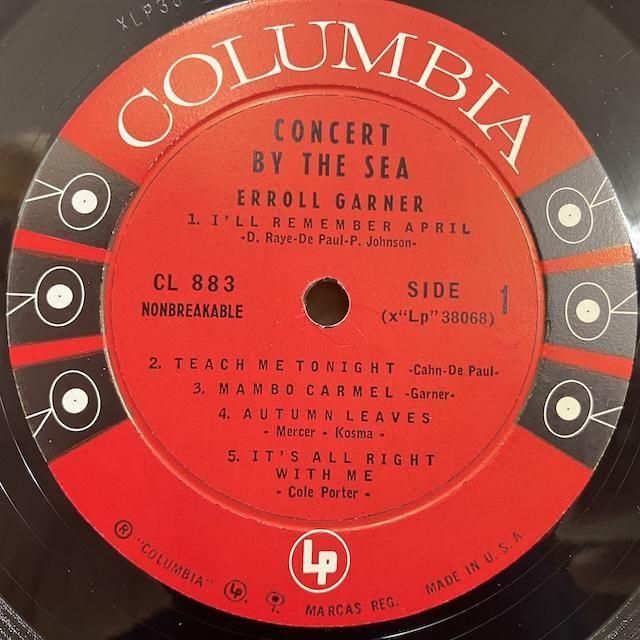 XLP38
COLUMBIA
CONCERT
BY THE SEA
ERROLL GARNER
1. I'LL REMEMBER APRIL
-D. Raye-De Paul-P. Johnson-
CL 883
NONBREAKABLE
SIDE 1
(x"Lp" 38068)
2. TEACH ME TONIGHT -Cahn-De Paul-
3. MAMBO CARMEL -Garner-
4. AUTUMN LEAVES
- Mercer - Kosma -
5. IT'S ALL RIGHT
WITH ME
- Cole Porter -
Lp
® "COLUMBIA" Lp MARCAS REG. MADE IN U.S.A.